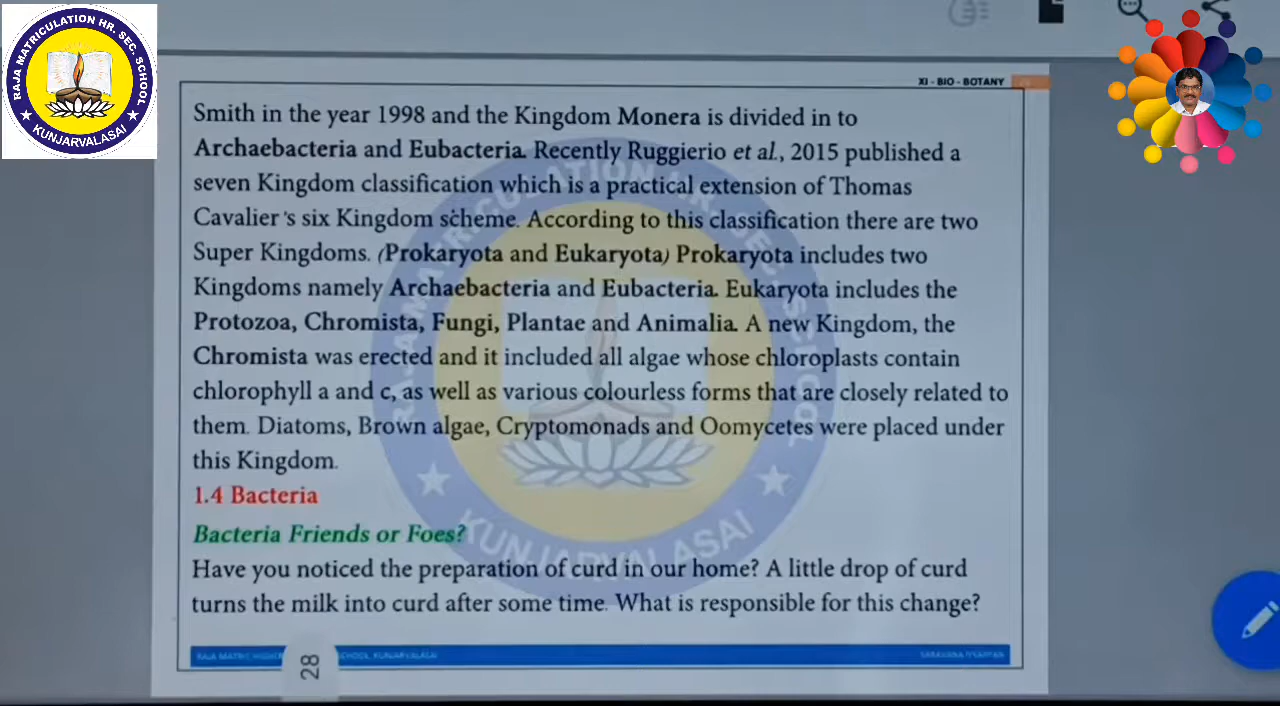 RAJA MATRICULATION HR. SEC. SCHOOL
KUNJARVALASAI
XI - BIO - BOTANY
Smith in the year 1998 and the Kingdom Monera is divided in to
Archaebacteria and Eubacteria. Recently Ruggierio et al., 2015 published a
seven Kingdom classification which is a practical extension of Thomas
Cavalier's six Kingdom scheme. According to this classification there are two
Super Kingdoms. (Prokaryota and Eukaryota) Prokaryota includes two
Kingdoms namely Archaebacteria and Eubacteria. Eukaryota includes the
Protozoa, Chromista, Fungi, Plantae and Animalia. A new Kingdom, the
Chromista was erected and it included all algae whose chloroplasts contain
chlorophyll a and c, as well as various colourless forms that are closely related to
them. Diatoms, Brown algae, Cryptomonads and Oomycetes were placed under
this Kingdom.
1.4 Bacteria
Bacteria Friends or Foes?
Have you noticed the preparation of curd in our home? A little drop of curd
turns the milk into curd after some time. What is responsible for this change?
28